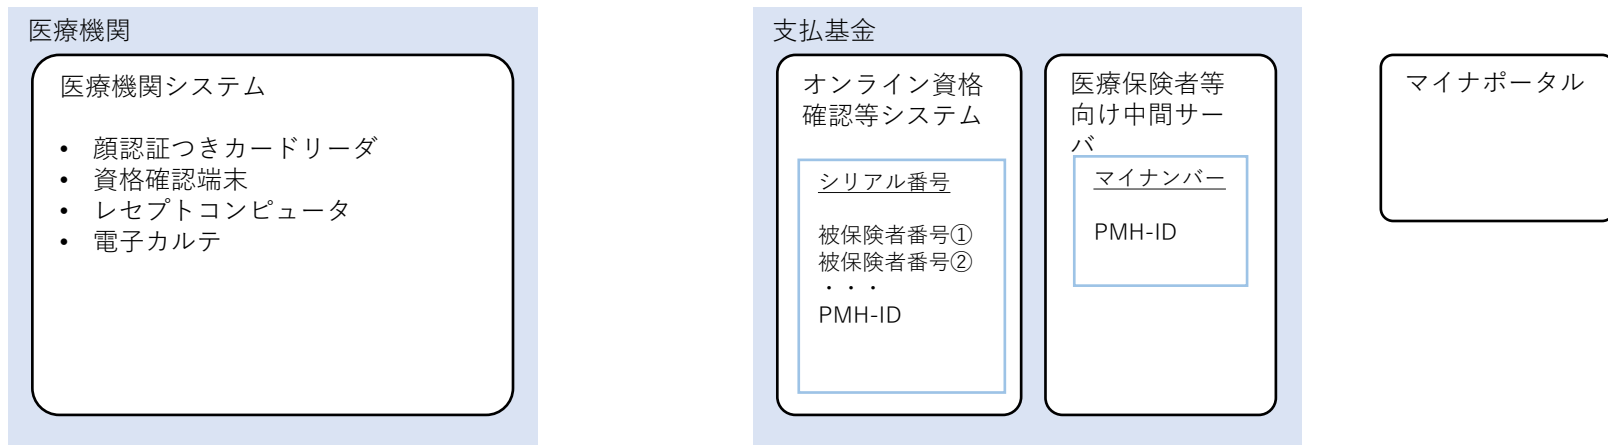 医療機関
医療機関システム
• 顔認証つきカードリーダ
• 資格確認端末
• レセプトコンピュータ
• 電子カルテ
支払基金
オンライン資格
確認等システム
シリアル番号
被保険者番号①
被保険者番号②
・・・
PMH-ID
医療保険者等
向け中間サー
バ
マイナンバー
PMH-ID
マイナポータル